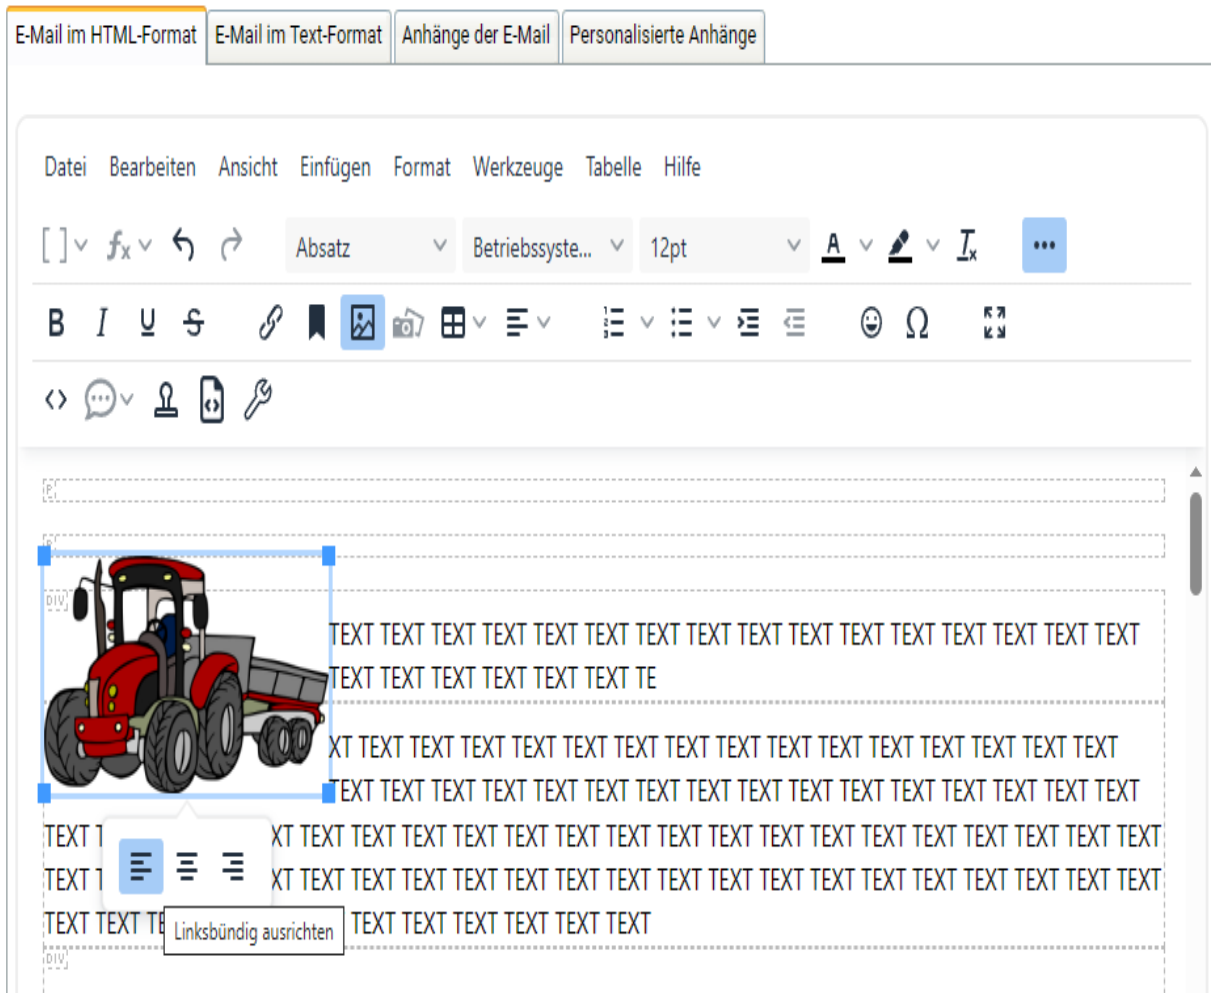 E-Mail im HTML-Format E-Mail im Text-Format Anhänge der E-Mail Personalisierte Anhänge
Datei Bearbeiten Ansicht Einfügen Format Werkzeuge Tabelle Hilfe
Absatz Betriebssyste... 12pt
P
P
DIV
TEXT TEXT TEXT TEXT TEXT TEXT TEXT TEXT TEXT TEXT TEXT TEXT TEXT TEXT TEXT TEXT
TEXT TEXT TEXT TEXT TEXT TEXT TE
XT TEXT TEXT TEXT TEXT TEXT TEXT TEXT TEXT TEXT TEXT TEXT TEXT TEXT TEXT TEXT
TEXT TEXT TEXT TEXT TEXT TEXT TEXT TEXT TEXT TEXT TEXT TEXT TEXT TEXT TEXT TEXT
TEXT T XT TEXT TEXT TEXT TEXT TEXT TEXT TEXT TEXT TEXT TEXT TEXT TEXT TEXT TEXT TEXT TEXT TEXT
TEXT T XT TEXT TEXT TEXT TEXT TEXT TEXT TEXT TEXT TEXT TEXT TEXT TEXT TEXT TEXT TEXT TEXT TEXT
TEXT TEXT TE TEXT TEXT TEXT TEXT TEXT TEXT
Linksbündig ausrichten
DIV